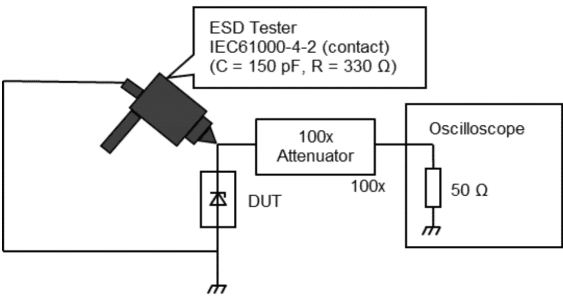 ESD Tester
IEC61000-4-2 (contact)
(C = 150 pF, R = 330 Ω)
100x
Attenuator
100x
Oscilloscope
50 Ω
DUT